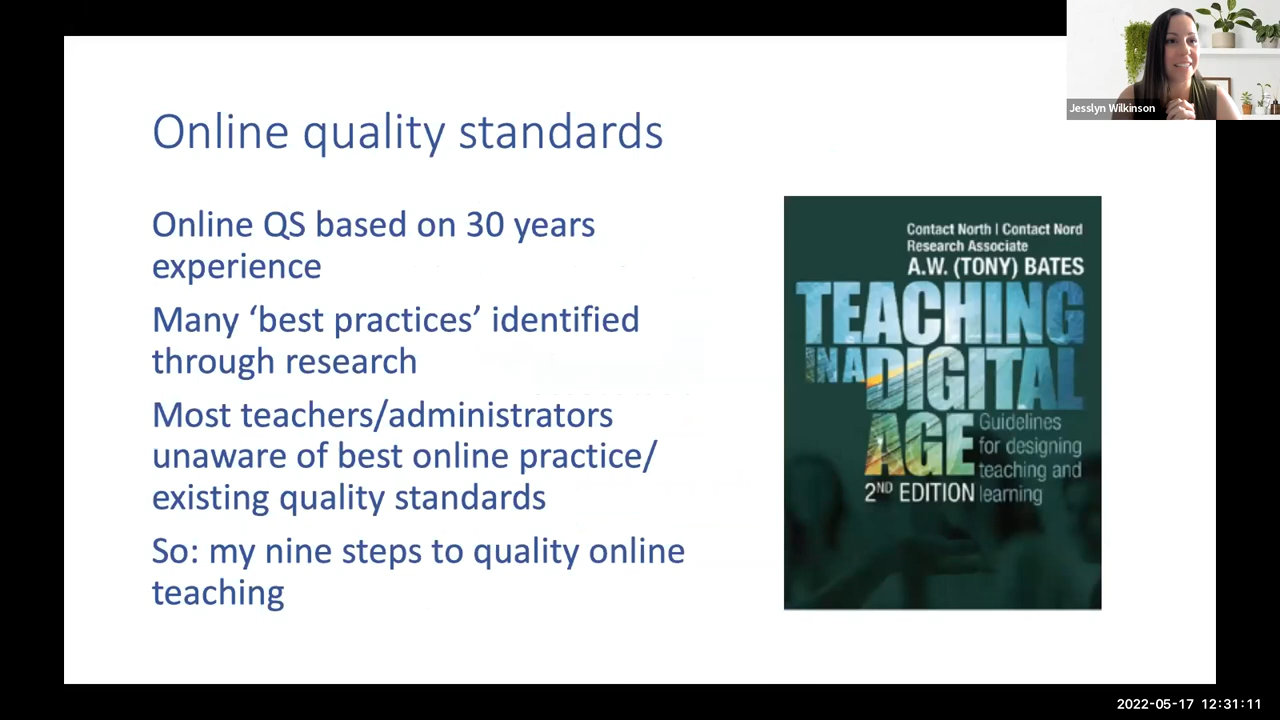 Online quality standards
Online QS based on 30 years
experience
Many ‘best practices’ identified
through research
Most teachers/administrators
unaware of best online practice/
existing quality standards
So: my nine steps to quality online
teaching
Contact North | Contact Nord
Research Associate
A.W. (TONY) BATES
TEACHING
IN A DIGITAL
AGE
Guidelines
for designing
teaching and
learning
2ND EDITION
Jesslyn Wilkinson
2022-05-17 12:31:11